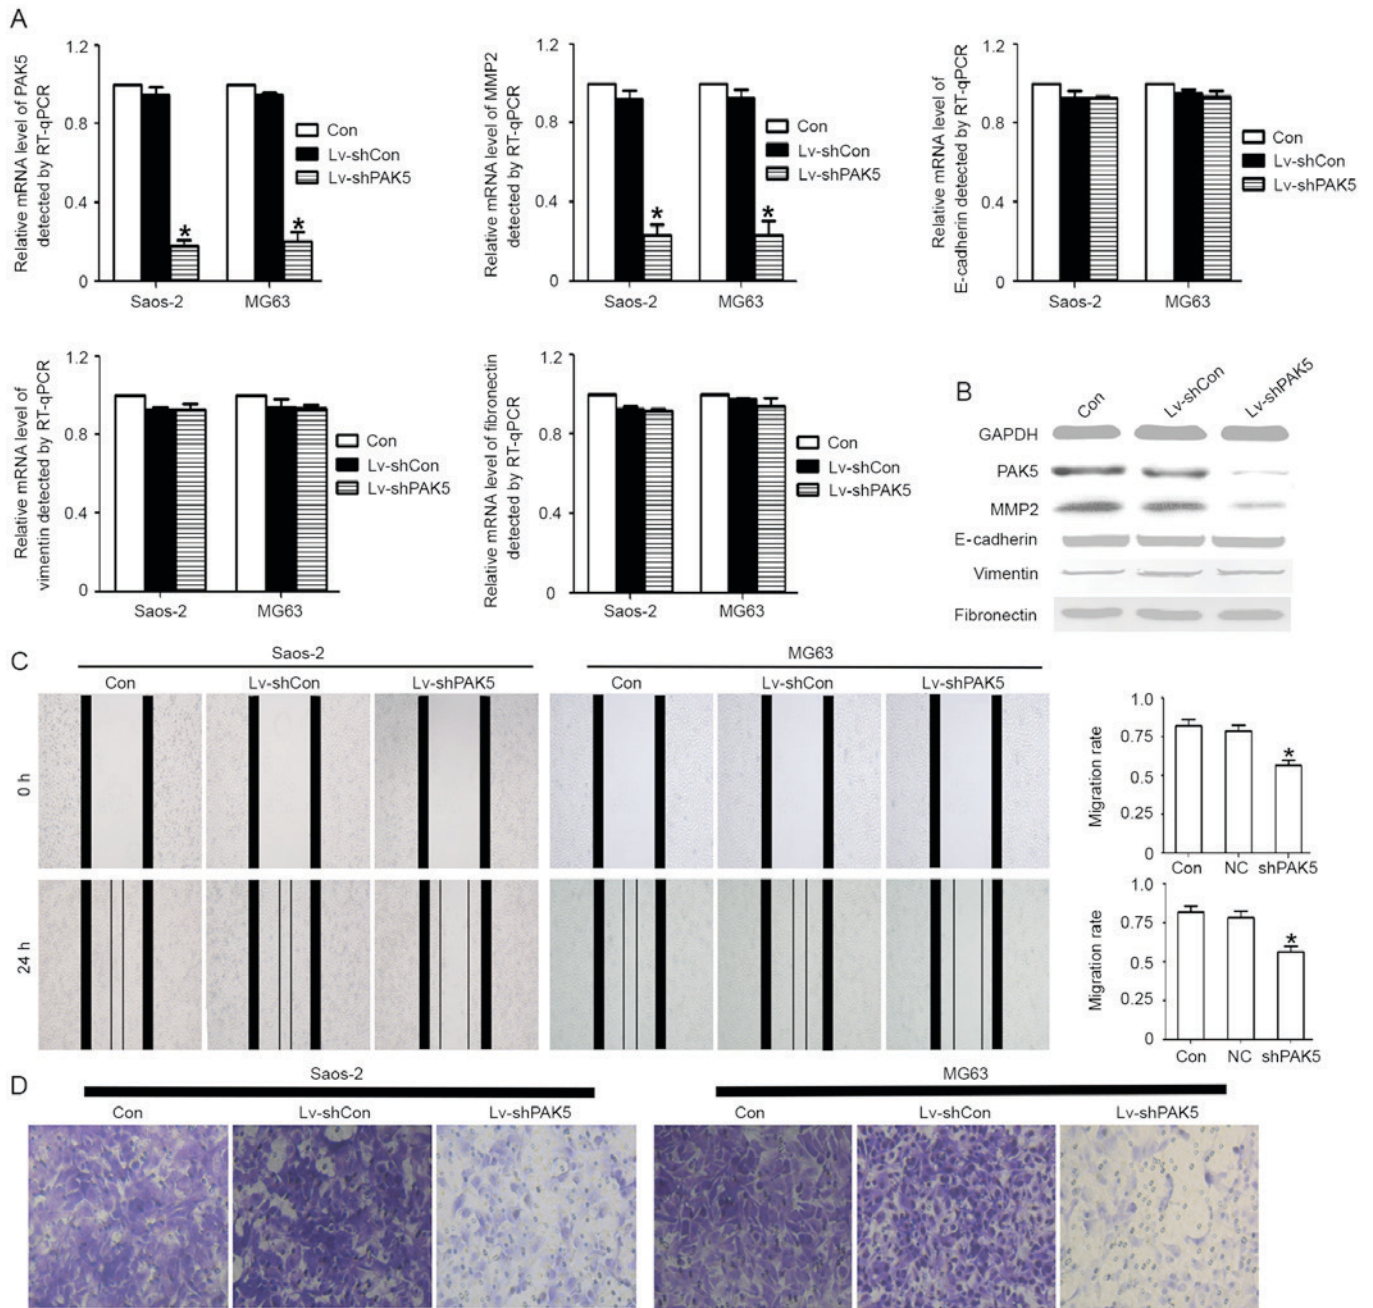 A
Relative mRNA level of PAK5
detected by RT-qPCR
1.2
0.8
0.4
0
*
*
Saos-2 MG63
Con
Lv-shCon
Lv-shPAK5
Relative mRNA level of MMP2
detected by RT-qPCR
1.2
0.8
0.4
0
*
*
Saos-2 MG63
Con
Lv-shCon
Lv-shPAK5
Relative mRNA level of
E-cadherin detected by RT-qPCR
1.2
0.8
0.4
0
Saos-2 MG63
Con
Lv-shCon
Lv-shPAK5
Relative mRNA level of
vimentin detected by RT-qPCR
1.2
0.8
0.4
0
Saos-2 MG63
Con
Lv-shCon
Lv-shPAK5
Relative mRNA level of fibronectin
detected by RT-qPCR
1.2
0.8
0.4
0
Saos-2 MG63
Con
Lv-shCon
Lv-shPAK5
B
Con Lv-shCon Lv-shPAK5
GAPDH
PAK5
MMP2
E-cadherin
Vimentin
Fibronectin
C
Saos-2 MG63
Con Lv-shCon Lv-shPAK5 Con Lv-shCon Lv-shPAK5
0 h
24 h
Migration rate
1.0
0.75
0.5
0.25
0
*
Con NC shPAK5
Migration rate
1.0
0.75
0.5
0.25
0
*
Con NC shPAK5
D
Saos-2 MG63
Con Lv-shCon Lv-shPAK5 Con Lv-shCon Lv-shPAK5